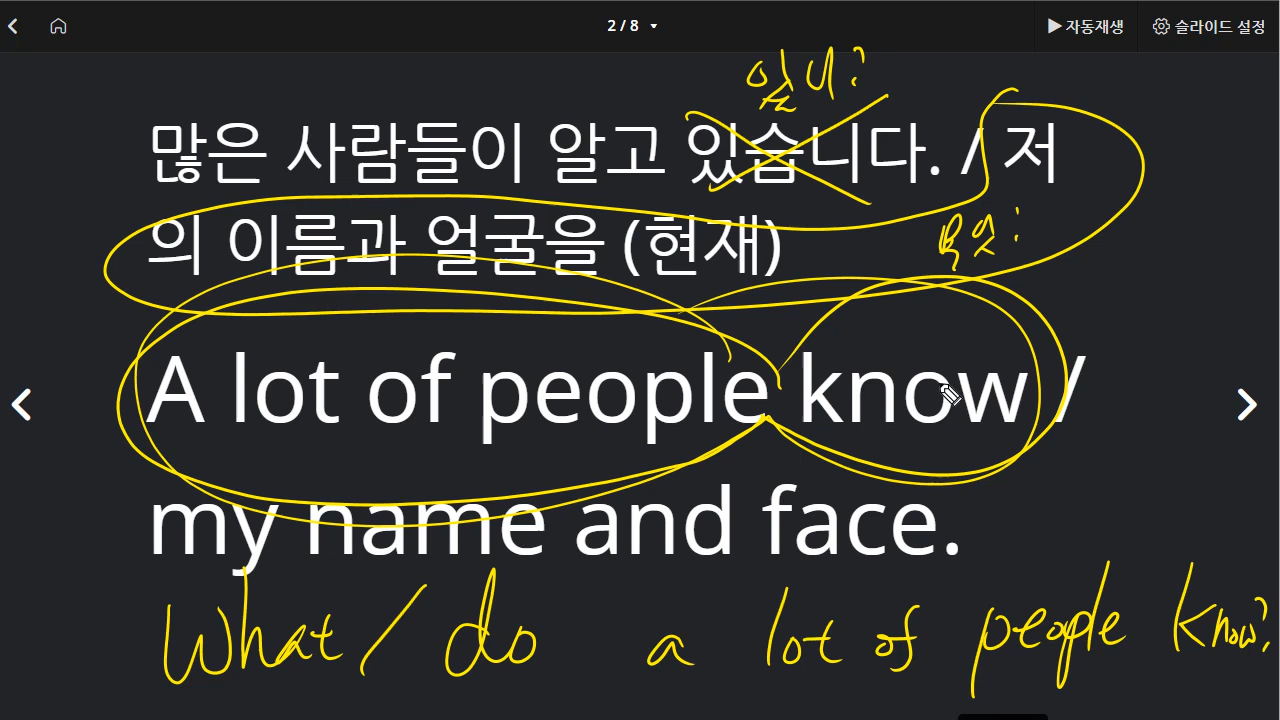 2 / 8
자동재생
슬라이드 설정
있니?
많은 사람들이 알고 있습니다. / 저
의 이름과 얼굴을 (현재)
무엇?
A lot of people know /
my name and face.
What / do a lot of people know?